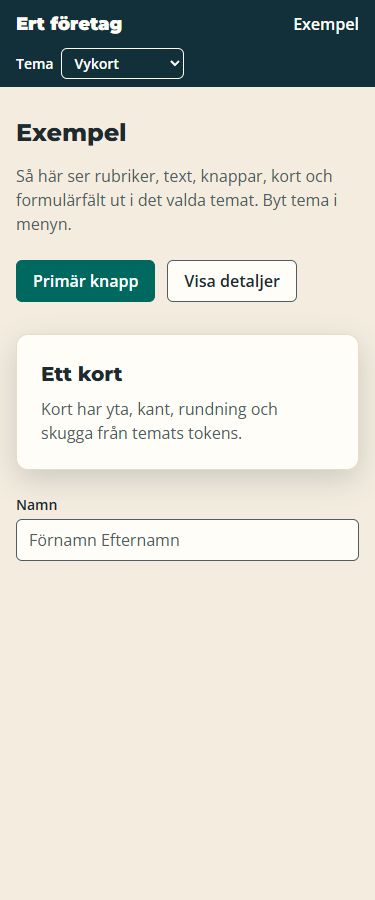 Ert företag
Exempel
Tema
Vykort
Exempel
Så här ser rubriker, text, knappar, kort och
formulärfält ut i det valda temat. Byt tema i
menyn.
Primär knapp
Visa detaljer
Ett kort
Kort har yta, kant, rundning och
skugga från temats tokens.
Namn
Förnamn Efternamn